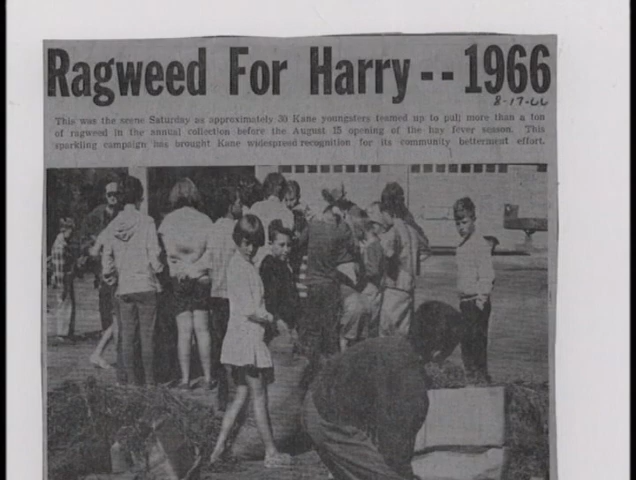 Ragweed For Harry -- 1966
8-17-66
This was the scene Saturday as approximately 30 Kane youngsters teamed up to pull more than a ton
of ragweed in the annual collection before the August 15 opening of the hay fever season. This
sparkling campaign has brought Kane widespread recognition for its community betterment effort.